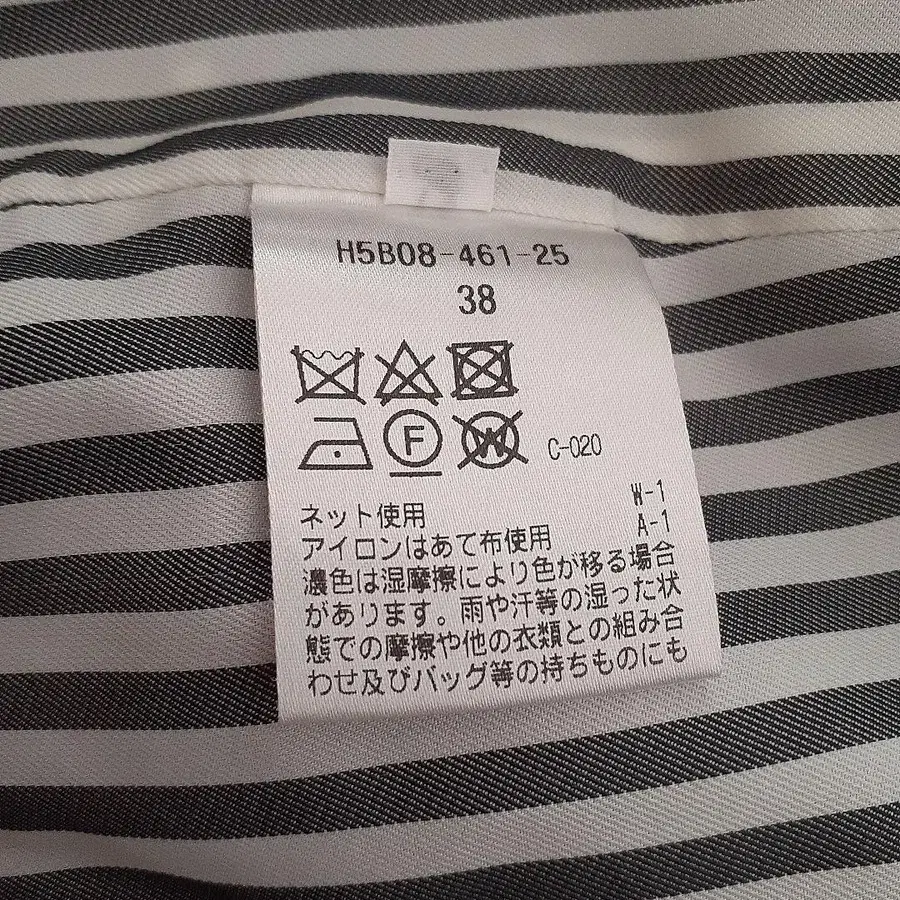 H5B08-461-25
38
F W C-020
W-1
ネット使用 A-1
アイロンはあて布使用
濃色は湿摩擦により色が移る場合
があります。雨や汗等の湿った状
態での摩擦や他の衣類との組み合
わせ及びバッグ等の持ちものにも